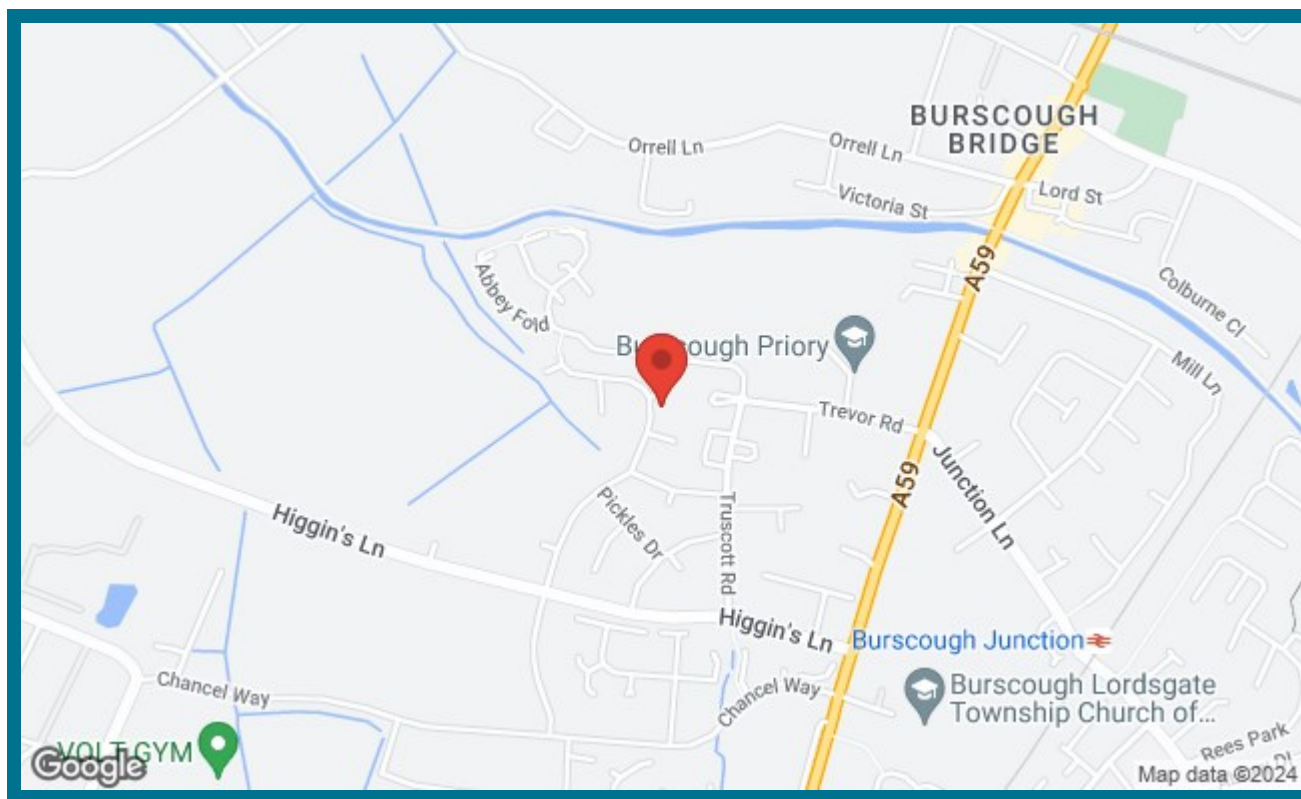 BURSCOUGH
BRIDGE
Orrell Ln
Orrell Ln
Lord St
Victoria St
A59
Colburne Cl
Abbey Fold
Burscough Priory
Mill Ln
Trevor Rd
Junction Ln
A59
Pickles Dr
Truscott Rd
Higgin's Ln
Higgin's Ln
Burscough Junction
Chancel Way
Chancel Way
Burscough Lordsgate
Township Church of...
Rees Park
VOLT GYM
Google
Map data ©2024